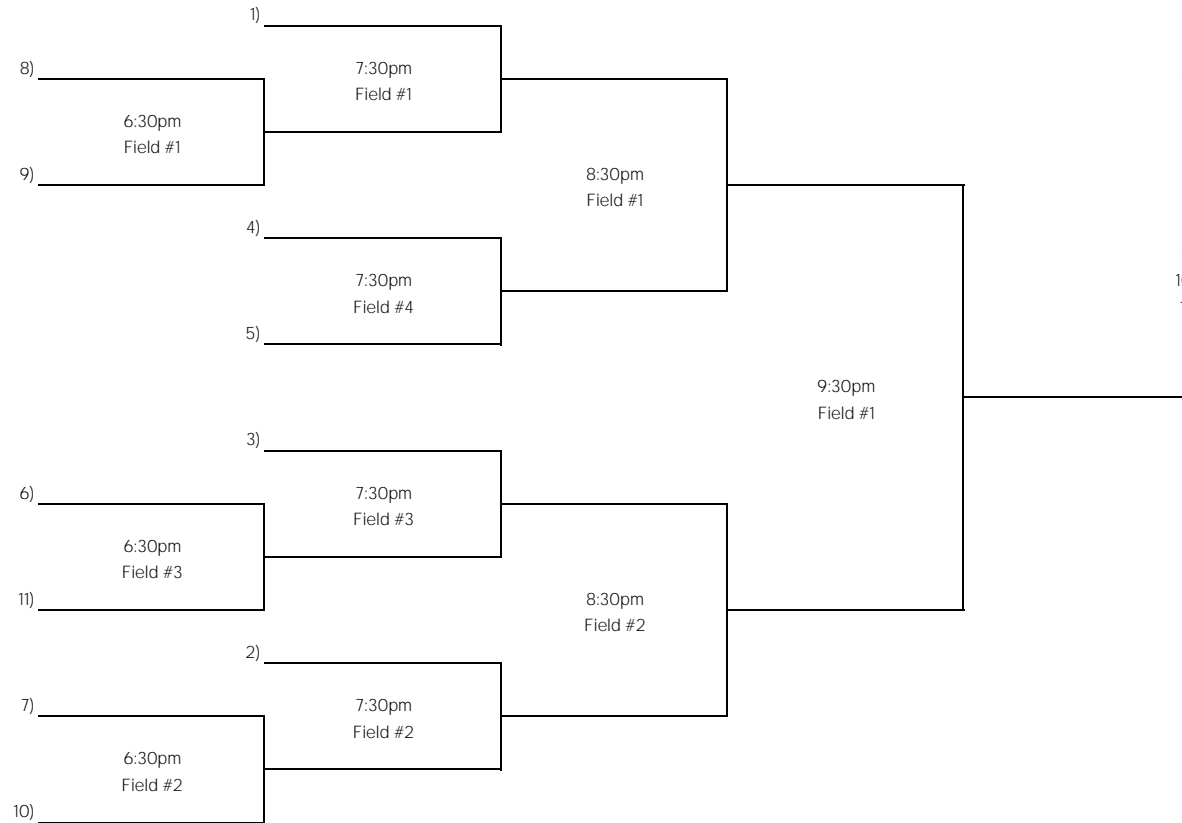 1)
8)
7:30pm
Field #1
6:30pm
Field #1
9)
8:30pm
Field #1
4)
7:30pm
Field #4
5)
9:30pm
Field #1
3)
6)
7:30pm
Field #3
6:30pm
Field #3
11)
8:30pm
Field #2
2)
7)
7:30pm
Field #2
6:30pm
Field #2
10)